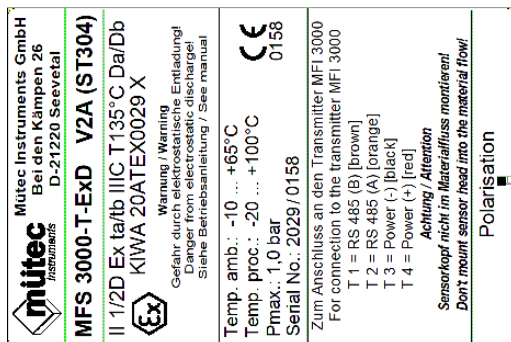 mütec
Instruments
Mütec Instruments GmbH
Bei den Kämpen 26
D-21220 Seevetal
MFS 3000-T-ExD V2A (ST304)
II 1/2D Ex ta/tb IIIC T135°C Da/Db
Ex
KIWA 20ATEX0029 X
Warnung / Warning
Gefahr durch elektrostatische Entladung!
Danger from electrostatic discharge!
Siehe Betriebsanleitung / See manual
Temp. amb.: -10 ... +65°C
Temp. proc.: -20 ... +100°C
Pmax.: 1,0 bar
Serial No.: 2029/0158
CE
0158
Zum Anschluss an den Transmitter MFI 3000
For connection to the transmitter MFI 3000
T 1 = RS 485 (B) [brown]
T 2 = RS 485 (A) [orange]
T 3 = Power (-) [black]
T 4 = Power (+) [red]
Achtung / Attention
Sensorkopf nicht im Materialfluss montieren!
Don't mount sensor head into the material flow!
Polarisation